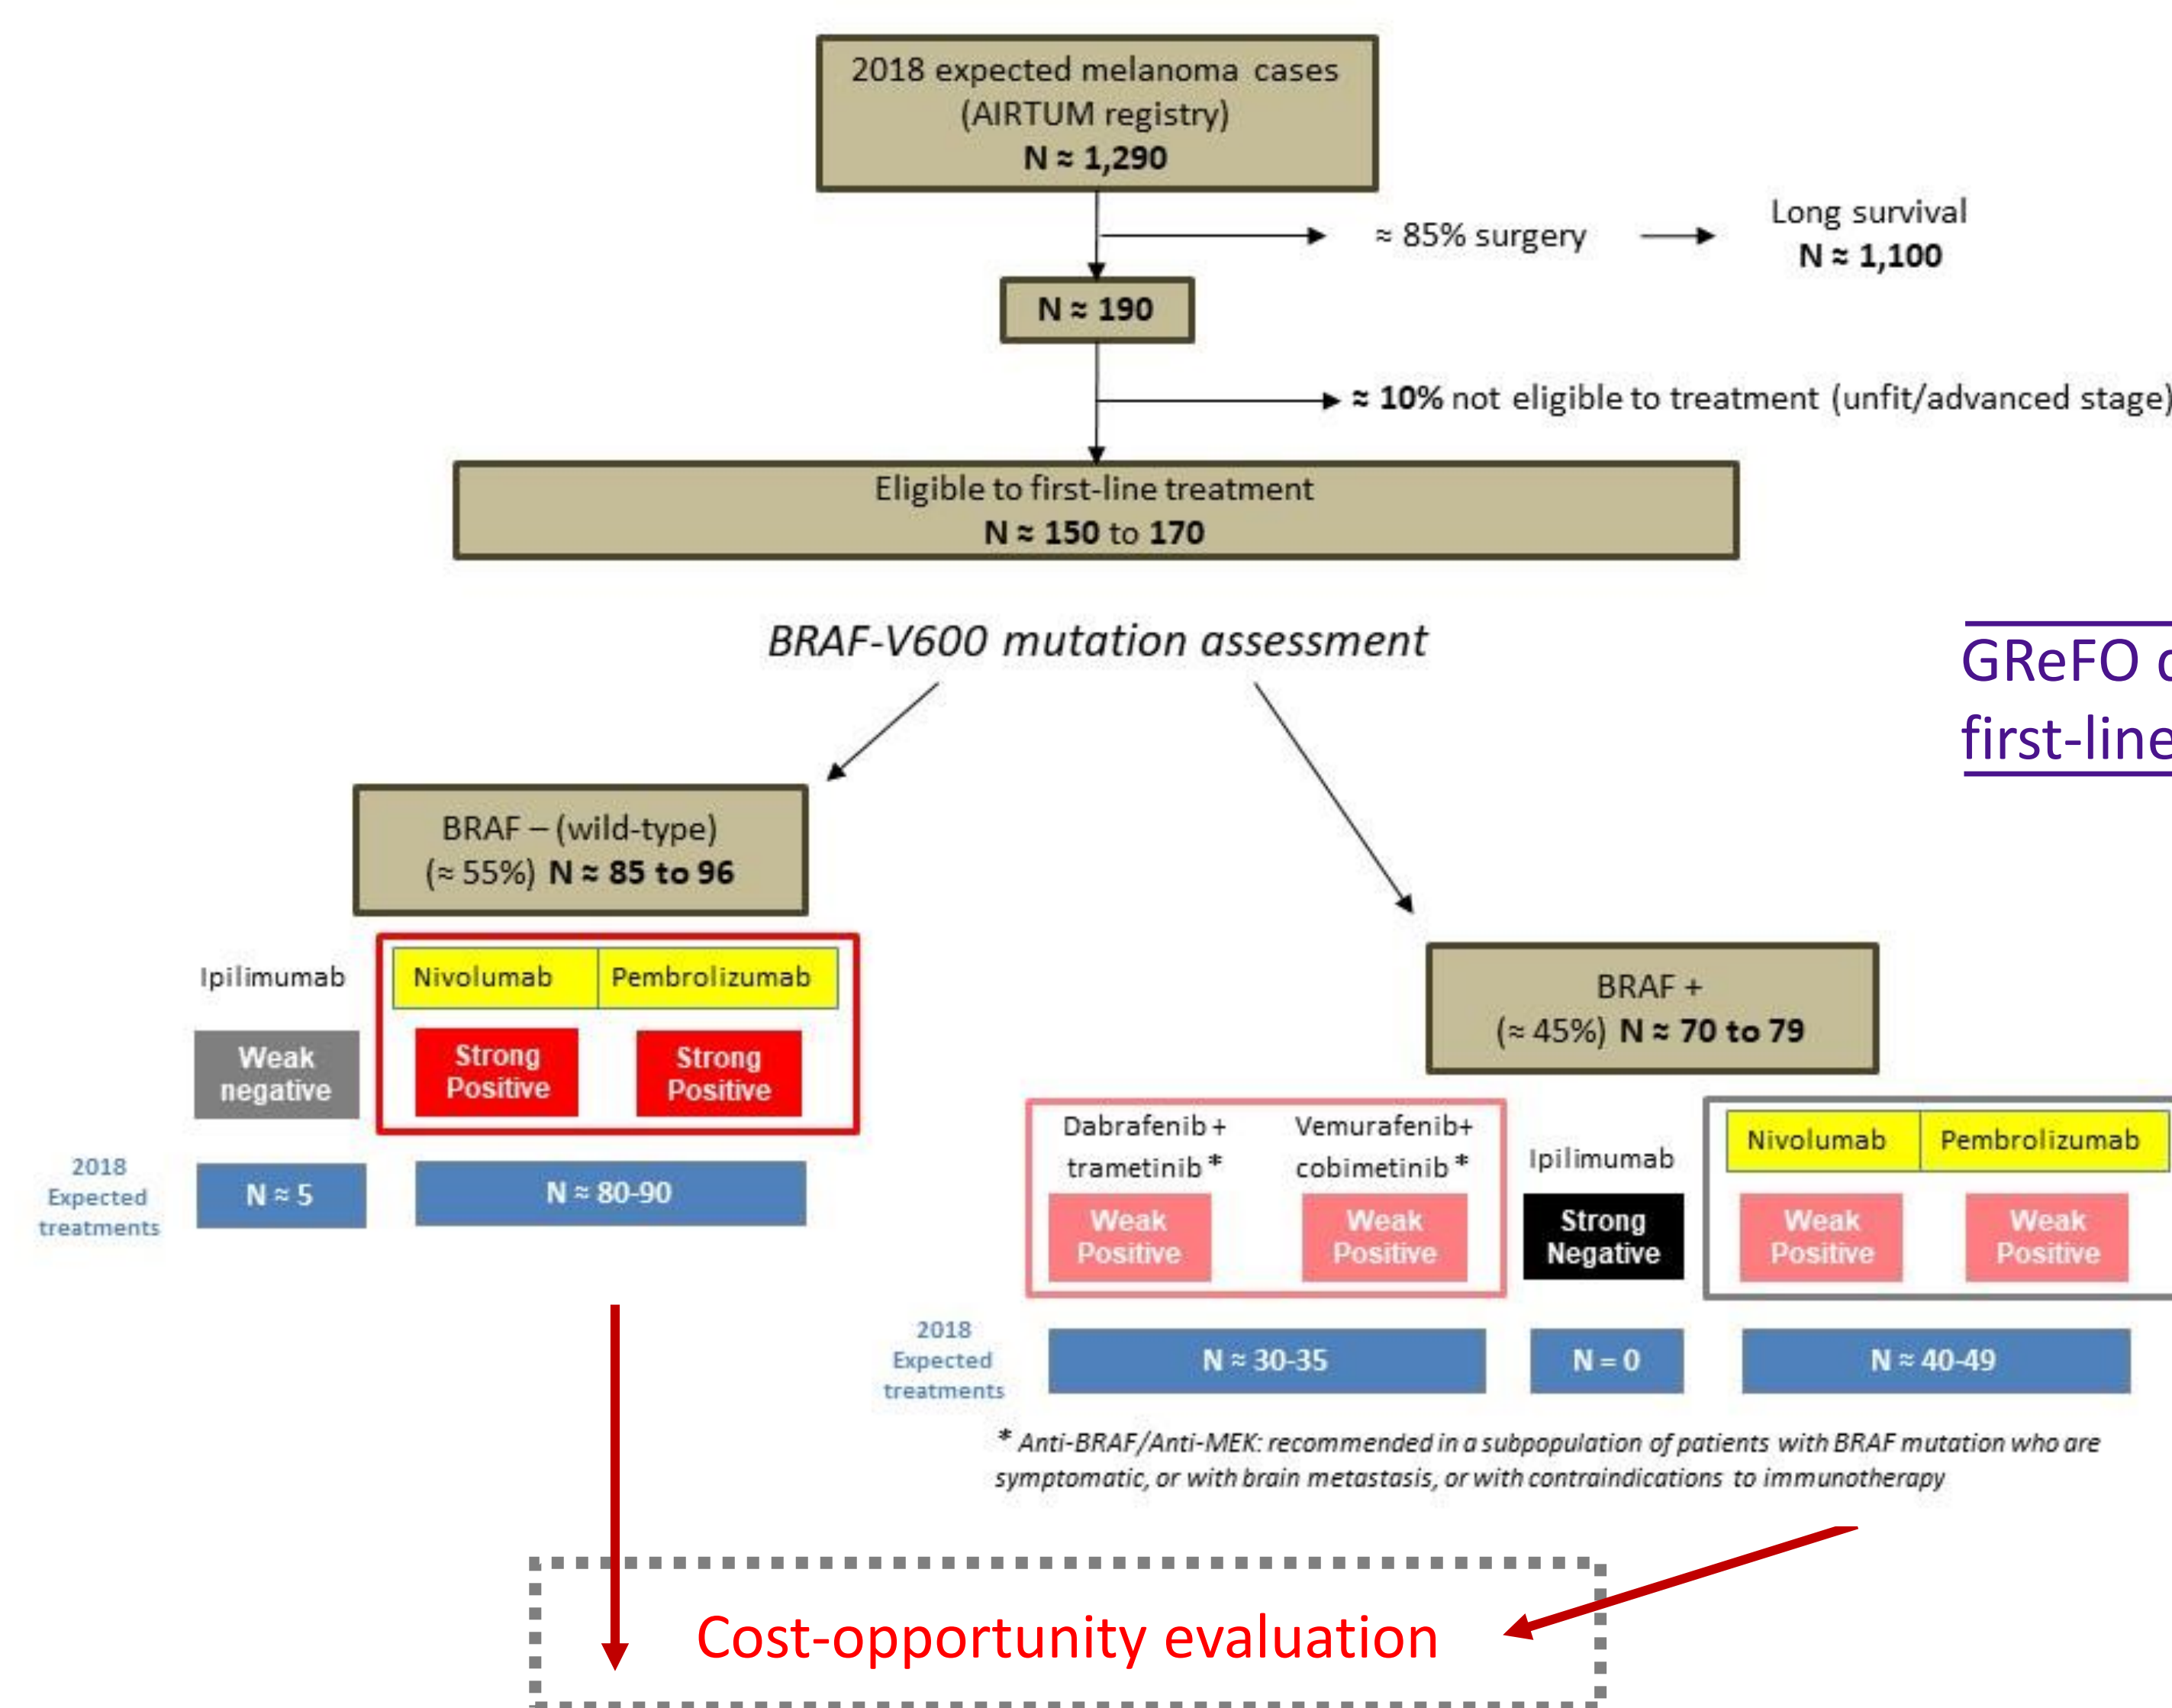 2018 expected melanoma cases
(AIRTUM registry)
N ≈ 1,290
≈ 85% surgery
Long survival
N ≈ 1,100
N ≈ 190
≈ 10% not eligible to treatment (unfit/advanced stage)
Eligible to first-line treatment
N ≈ 150 to 170
BRAF-V600 mutation assessment
GReFO
first-line
BRAF – (wild-type)
(≈ 55%) N ≈ 85 to 96
Ipilimumab
Nivolumab
Pembrolizumab
Weak
negative
Strong
Positive
Strong
Positive
2018
Expected
treatments
N ≈ 5
N ≈ 80-90
BRAF +
(≈ 45%) N ≈ 70 to 79
Dabrafenib +
trametinib *
Vemurafenib+
cobimetinib *
Ipilimumab
Nivolumab
Pembrolizumab
Weak
Positive
Weak
Positive
Strong
Negative
Weak
Positive
Weak
Positive
2018
Expected
treatments
N ≈ 30-35
N = 0
N ≈ 40-49
* Anti-BRAF/Anti-MEK: recommended in a subpopulation of patients with BRAF mutation who are
symptomatic, or with brain metastasis, or with contraindications to immunotherapy
Cost-opportunity evaluation